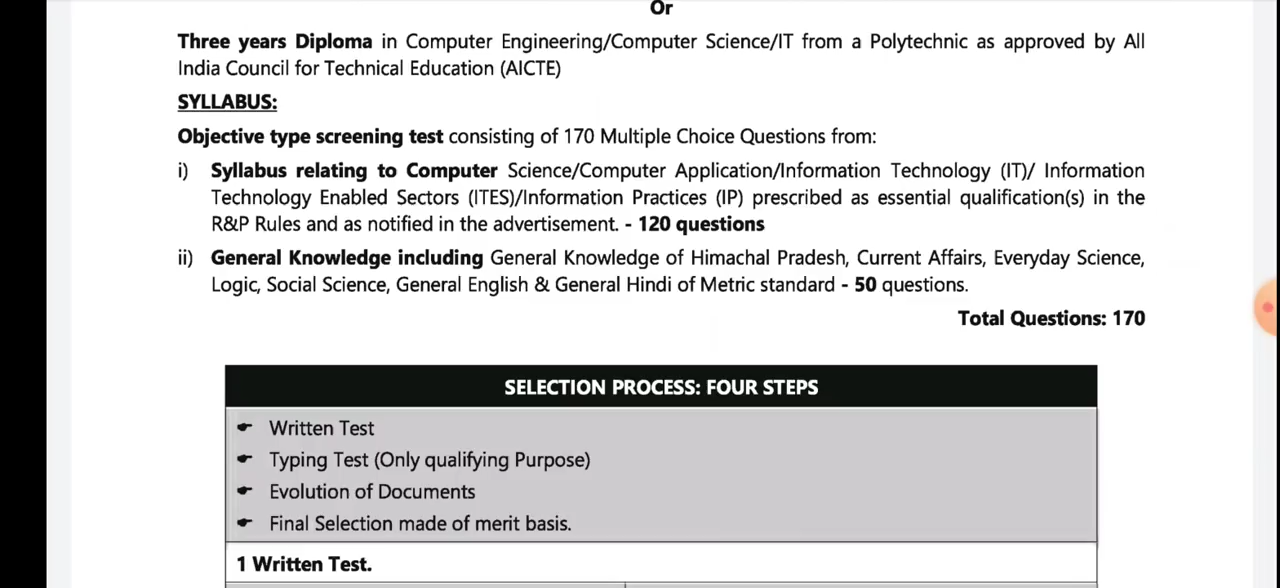 Or
Three years Diploma in Computer Engineering/Computer Science/IT from a Polytechnic as approved by All
India Council for Technical Education (AICTE)
SYLLABUS:
Objective type screening test consisting of 170 Multiple Choice Questions from:
i) Syllabus relating to Computer Science/Computer Application/Information Technology (IT)/ Information
Technology Enabled Sectors (ITES)/Information Practices (IP) prescribed as essential qualification(s) in the
R&P Rules and as notified in the advertisement. - 120 questions
ii) General Knowledge including General Knowledge of Himachal Pradesh, Current Affairs, Everyday Science,
Logic, Social Science, General English & General Hindi of Metric standard - 50 questions.
Total Questions: 170
SELECTION PROCESS: FOUR STEPS
☛ Written Test
☛ Typing Test (Only qualifying Purpose)
☛ Evolution of Documents
☛ Final Selection made of merit basis.
1 Written Test.